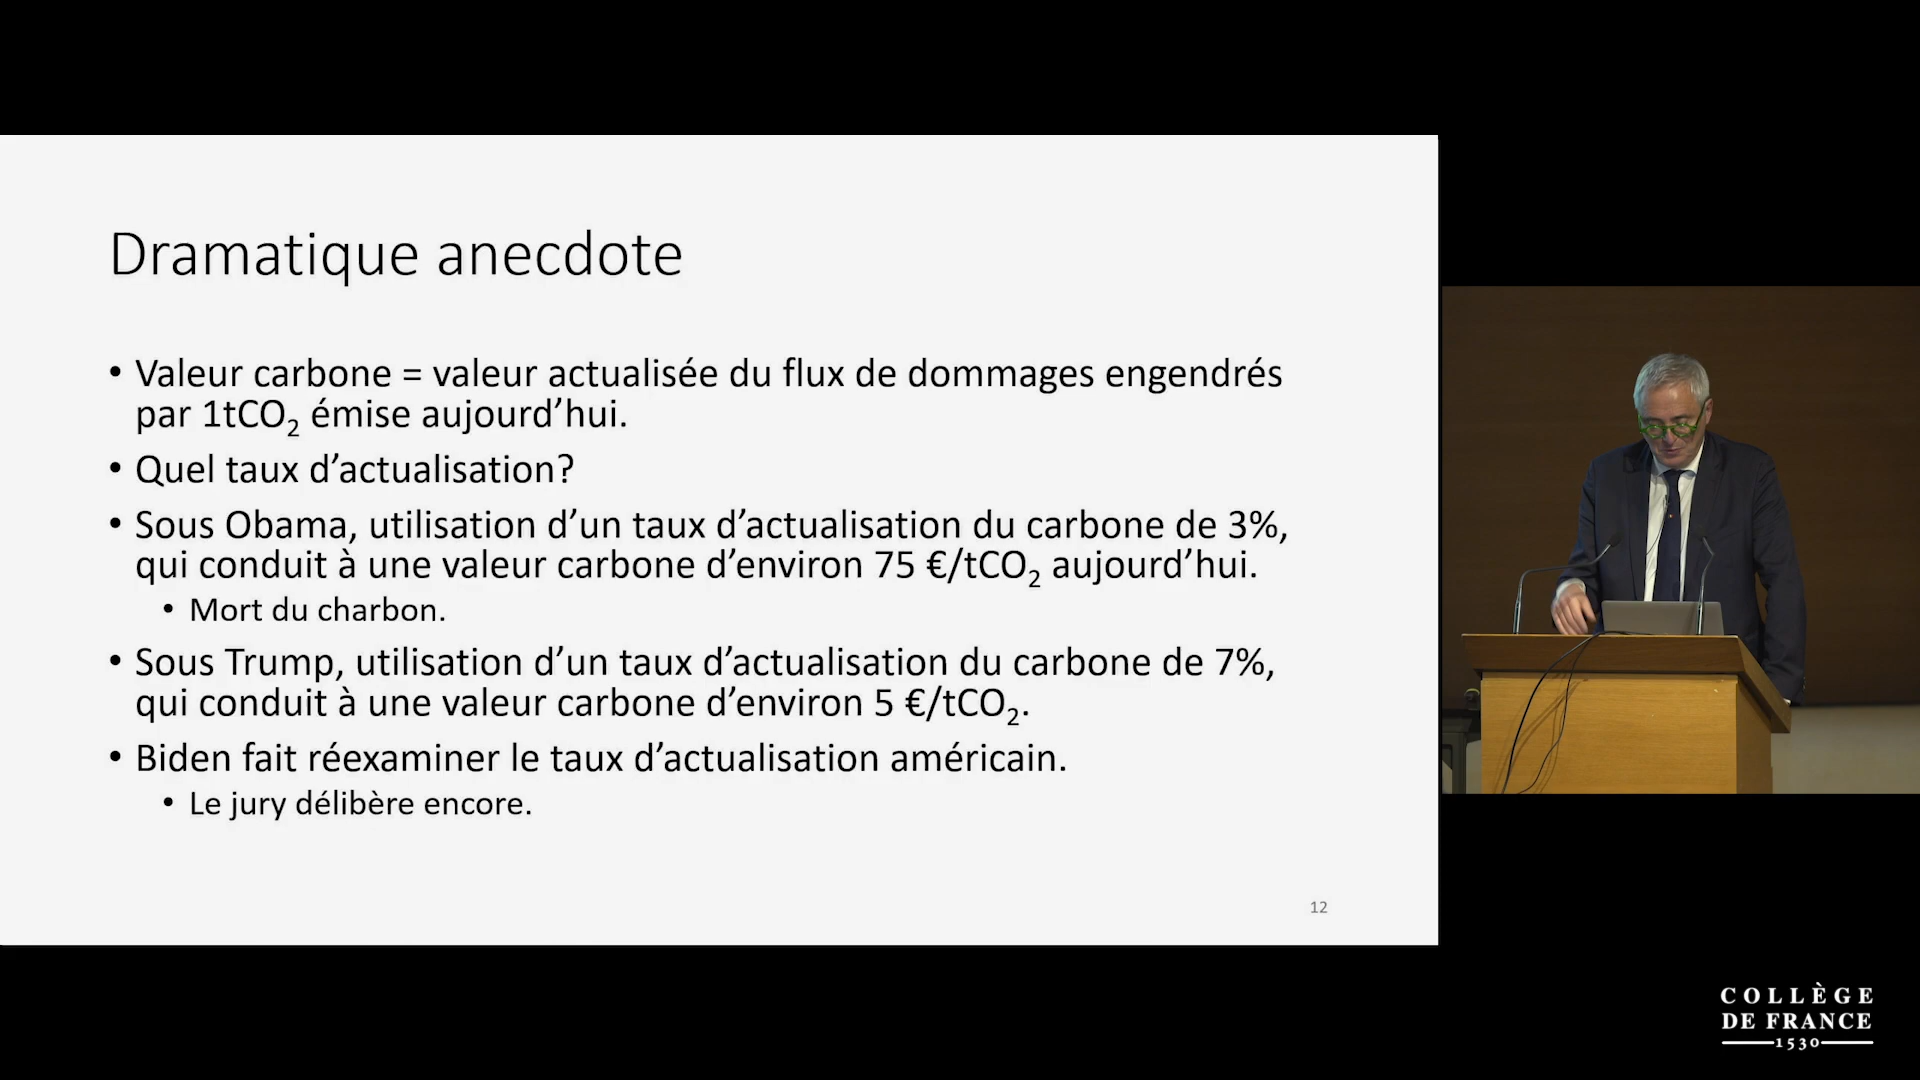 Dramatique anecdote
• Valeur carbone = valeur actualisée du flux de dommages engendrés
par 1tCO₂ émise aujourd’hui.
• Quel taux d’actualisation?
• Sous Obama, utilisation d’un taux d’actualisation du carbone de 3%,
qui conduit à une valeur carbone d’environ 75 €/tCO₂ aujourd’hui.
• Mort du charbon.
• Sous Trump, utilisation d’un taux d’actualisation du carbone de 7%,
qui conduit à une valeur carbone d’environ 5 €/tCO₂.
• Biden fait réexaminer le taux d’actualisation américain.
• Le jury délibère encore.
12
COLLÈGE
DE FRANCE
1530